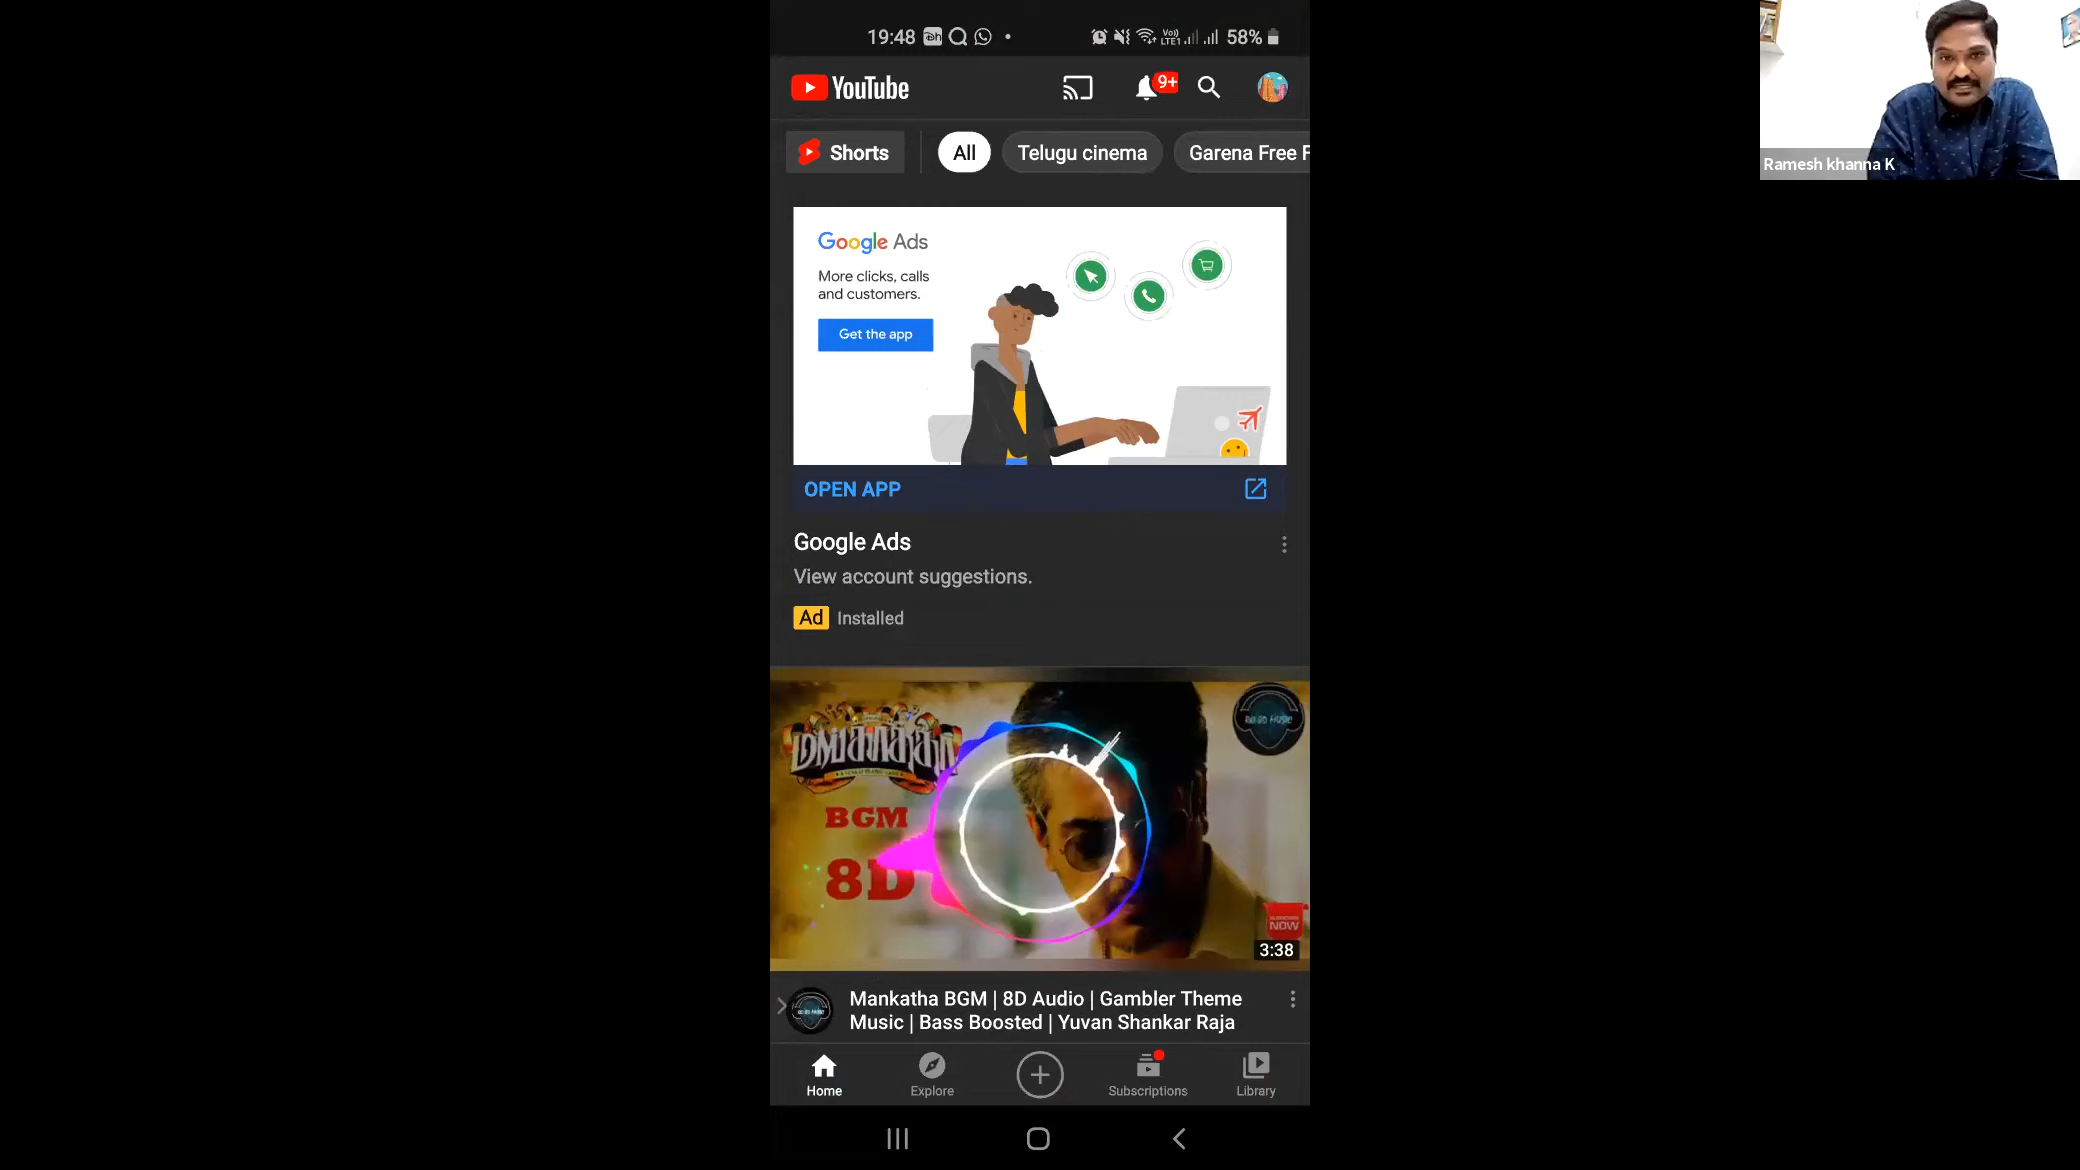 19:48
58%
YouTube
9+
Shorts
All
Telugu cinema
Garena Free F
Google Ads
More clicks, calls
and customers.
Get the app
OPEN APP
Google Ads
View account suggestions.
Ad Installed
மங்காத்தா
BGM
8D
NOW
3:38
Mankatha BGM | 8D Audio | Gambler Theme
Music | Bass Boosted | Yuvan Shankar Raja
Home
Explore
Subscriptions
Library
Ramesh khanna K